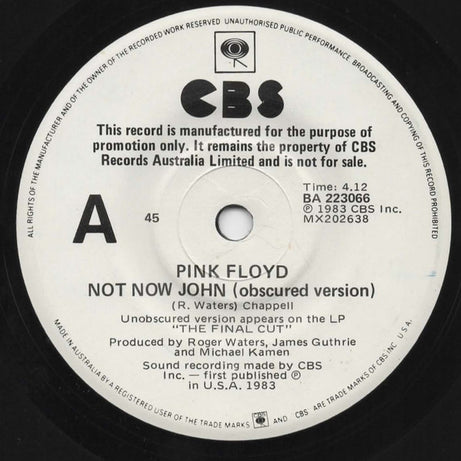 ALL RIGHTS OF THE MANUFACTURER AND OF THE OWNER OF THE RECORDED WORK RESERVED UNAUTHORISED PUBLIC PERFORMANCE, BROADCASTING AND COPYING OF THIS RECORD PROHIBITED
CBS
This record is manufactured for the purpose of
promotion only. It remains the property of CBS
Records Australia Limited and is not for sale.
A
45
Time: 4.12
BA 223066
Ⓟ 1983 CBS Inc.
MX202638
PINK FLOYD
NOT NOW JOHN (obscured version)
(R. Waters) Chappell
Unobscured version appears on the LP
"THE FINAL CUT"
Produced by Roger Waters, James Guthrie
and Michael Kamen
Sound recording made by CBS
Inc. — first published Ⓟ
in U.S.A. 1983
MADE IN AUSTRALIA BY A REGISTERED USER OF THE TRADE MARKS CBS AND CBS ARE TRADE MARKS OF CBS INC. U.S.A.